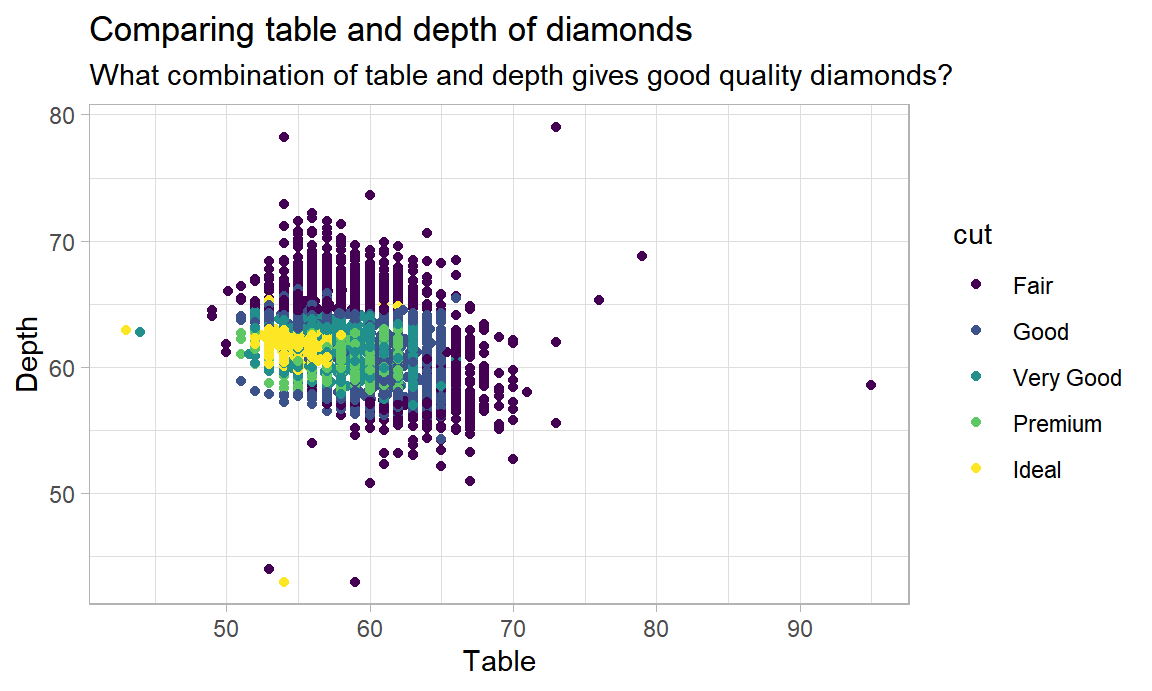 Comparing table and depth of diamonds
What combination of table and depth gives good quality diamonds?
80
70
60
50
Depth
50 60 70 80 90
Table
cut
Fair
Good
Very Good
Premium
Ideal